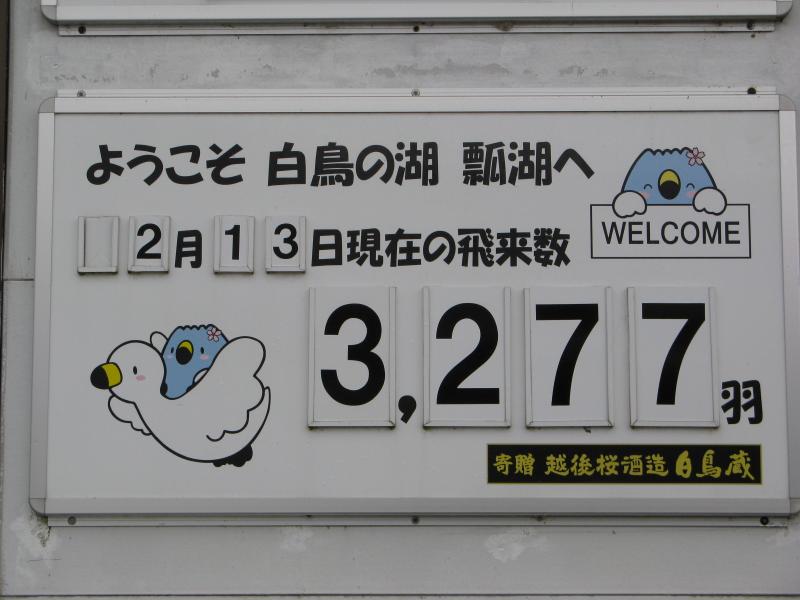 ようこそ 白鳥の湖 瓢湖へ
WELCOME
2月13日現在の飛来数
3,277羽
寄贈 越後桜酒造 白鳥蔵